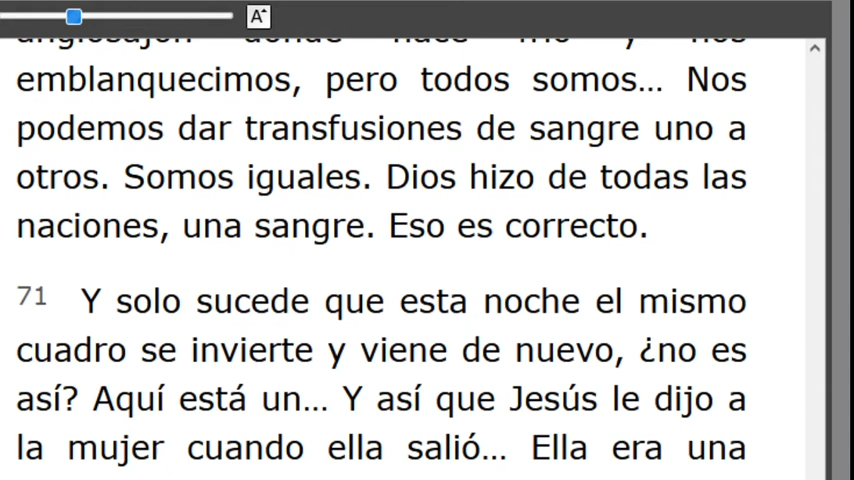 A
emblanquecimos, pero todos somos... Nos
podemos dar transfusiones de sangre uno a
otros. Somos iguales. Dios hizo de todas las
naciones, una sangre. Eso es correcto.
71 Y solo sucede que esta noche el mismo
cuadro se invierte y viene de nuevo, ¿no es
así? Aquí está un... Y así que Jesús le dijo a
la mujer cuando ella salió... Ella era una